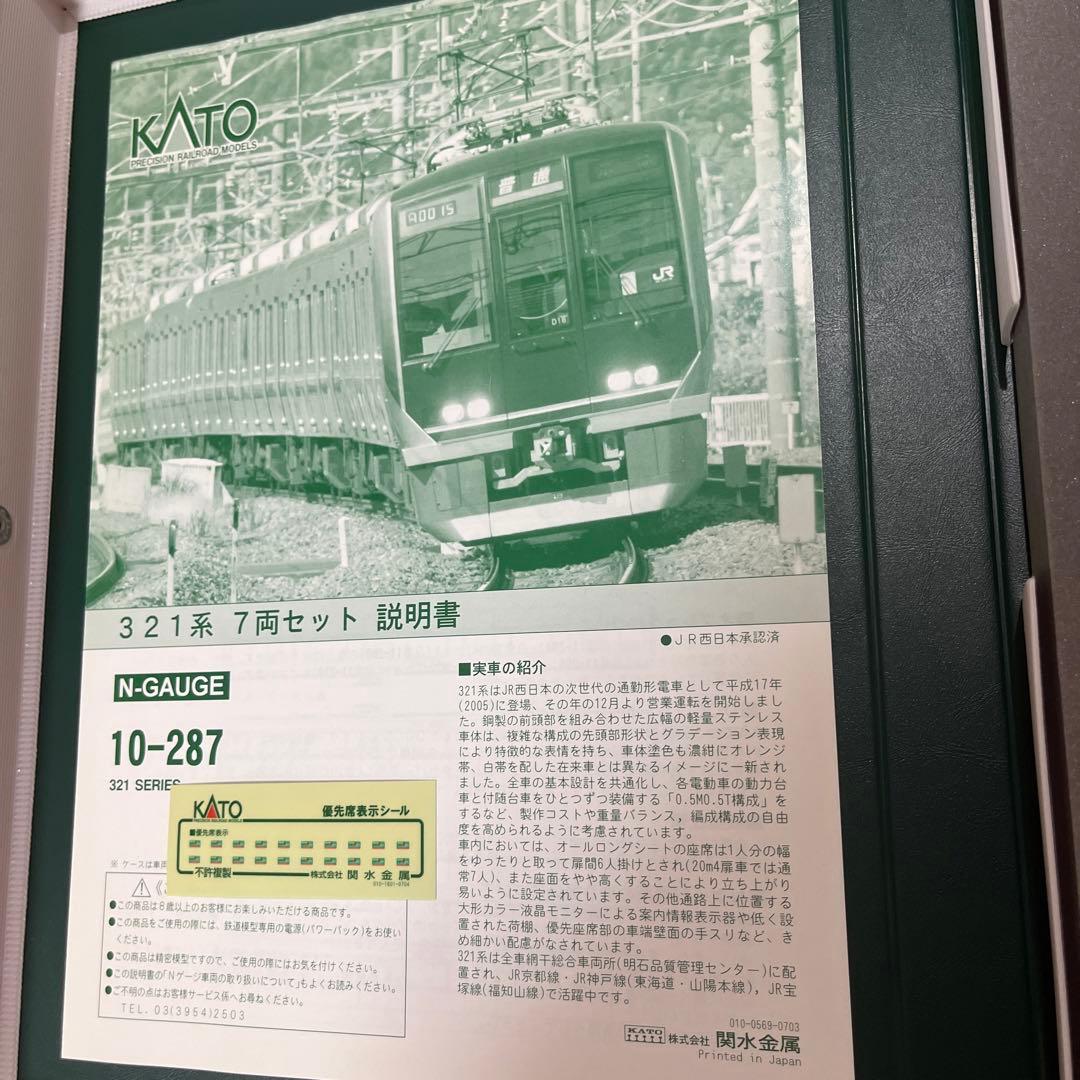 KATO
PRECISION RAILROAD MODELS
普通
A0015
JR
D16
321系 7両セット 説明書
●JR西日本承認済
N-GAUGE
10-287
321 SERIES
■実車の紹介
321系はJR西日本の次世代の通勤形電車として平成17年
(2005)に登場、その年の12月より営業運転を開始しまし
た。鋼製の前頭部を組み合わせた広幅の軽量ステンレス
車体は、複雑な構成の先頭部形状とグラデーション表現
により特徴的な表情を持ち、車体塗色も濃紺にオレンジ
帯、白帯を配した在来車とは異なるイメージに一新され
ました。全車の基本設計を共通化し、各電動車の動力台
車と付随台車をひとつずつ装備する「0.5M0.5T構成」を
するなど、製作コストや重量バランス，編成構成の自由
度を高められるように考慮されています。
車内においては、オールロングシートの座席は1人分の幅
をゆったりと取って扉間6人掛けとされ(20m4扉車では通
常7人)、また座面をやや高くすることにより立ち上がり
易いように設定されています。その他通路上に位置する
大形カラー液晶モニターによる案内情報表示器や低く設
置された荷棚、優先座席部の車端壁面の手スリなど、き
め細かい配慮がなされています。
321系は全車網干総合車両所(明石品質管理センター)に配
置され、JR京都線・JR神戸線(東海道・山陽本線)，JR宝
塚線(福知山線)で活躍中です。
KATO
PRECISION RAILROAD MODELS
優先席表示シール
■優先席表示
不許複製
株式会社 関水金属
010-1601-0704
※ ケースは車両
●この商品は8歳以上のお客様にお楽しみいただける商品です。
●この商品をご使用の際には、鉄道模型専用の電源(パワーパック)をお使い
ください。
●この商品は精密模型ですので、ご使用の際にはお気を付けください。
●この説明書の「Nゲージ車両の取り扱いについて」もよくお読みください。
●ご不明の点はお客様サービス係へお尋ねください。
TEL. 03(3954)2503
010-0569-0703
KATO 株式会社 関水金属
Printed in Japan